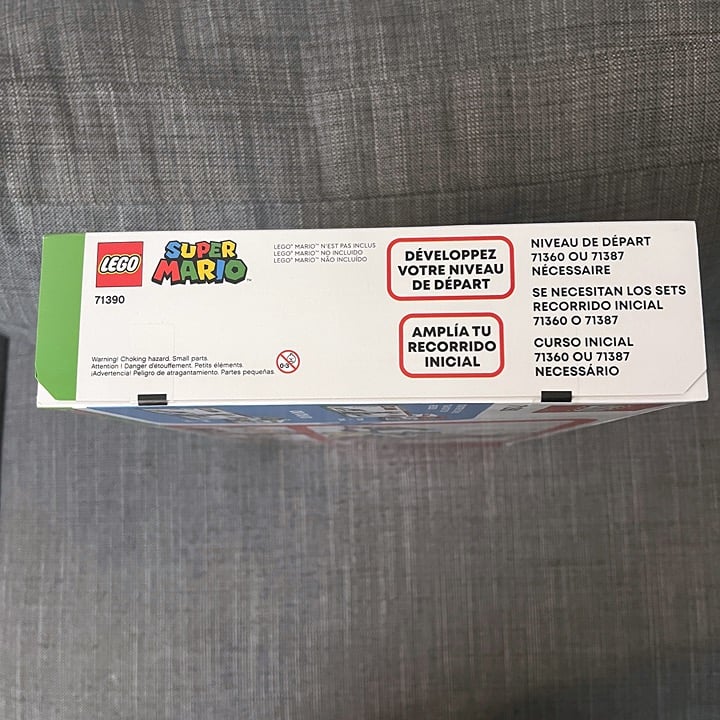 LEGO
SUPER
MARIO™
71390
LEGO® MARIO™ N'EST PAS INCLUS
LEGO® MARIO™ NO INCLUIDO
LEGO® MARIO™ NÃO INCLUÍDO
DÉVELOPPEZ
VOTRE NIVEAU
DE DÉPART
AMPLÍA TU
RECORRIDO
INICIAL
NIVEAU DE DÉPART
71360 OU 71387
NÉCESSAIRE
SE NECESITAN LOS SETS
RECORRIDO INICIAL
71360 O 71387
CURSO INICIAL
71360 OU 71387
NECESSÁRIO
Warning! Choking hazard. Small parts.
Attention ! Danger d'étouffement. Petits éléments.
¡Advertencia! Peligro de atragantamiento. Partes pequeñas.
0-3